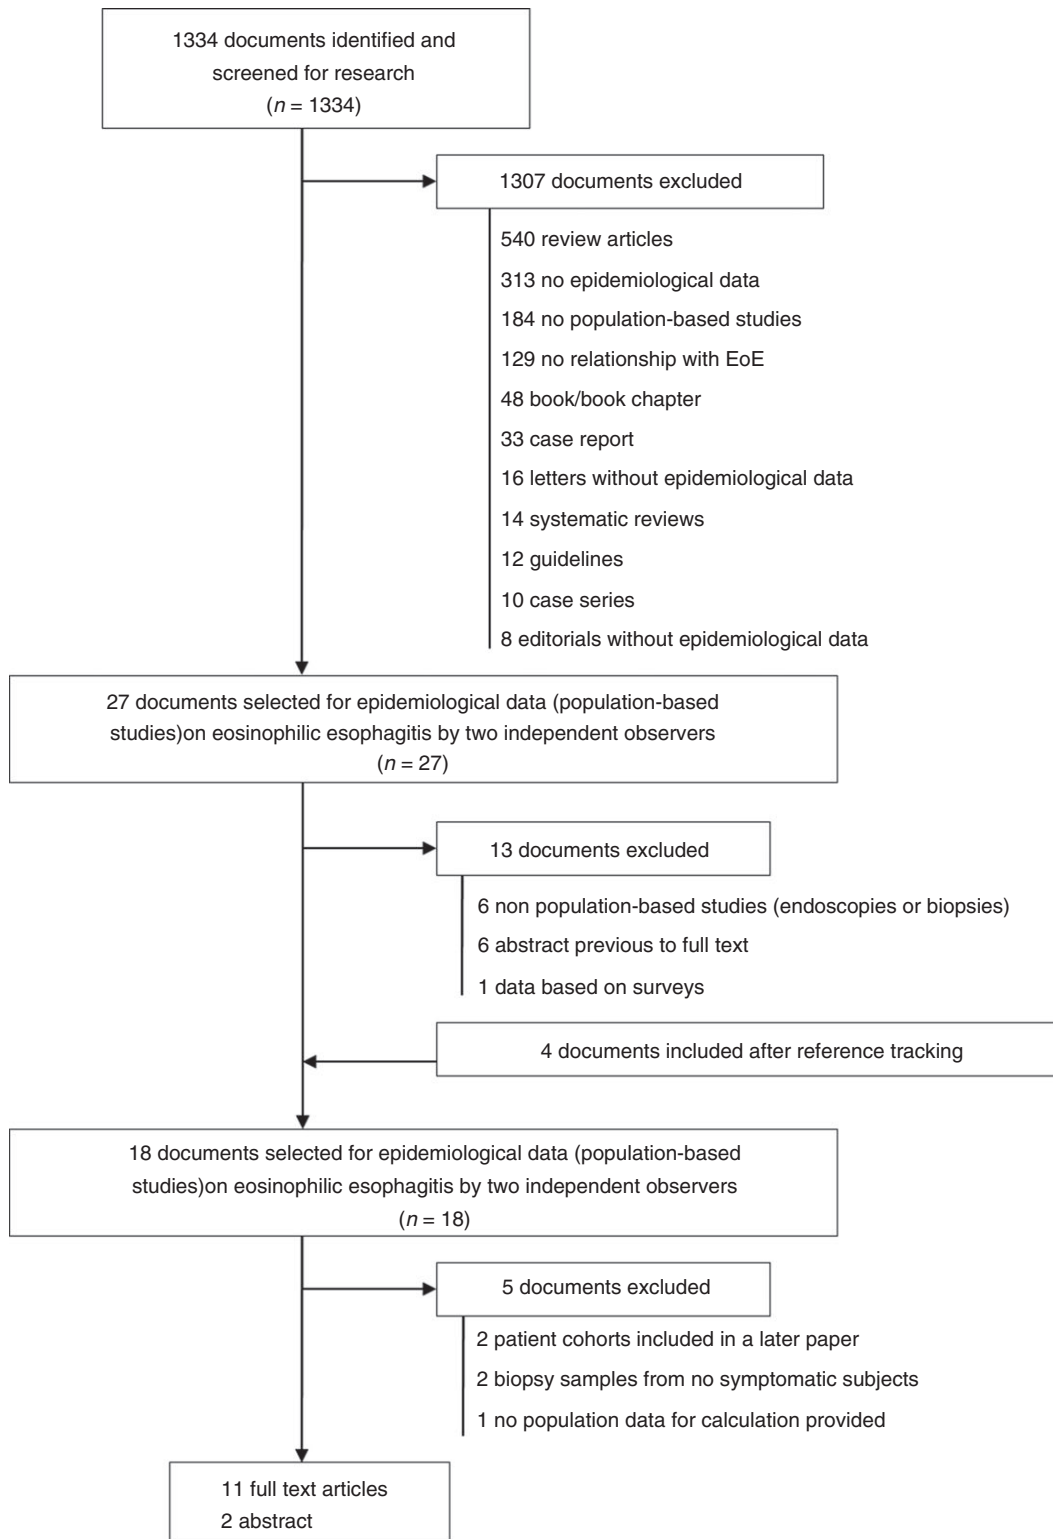 1334 documents identified and
screened for research
(n = 1334)
1307 documents excluded
540 review articles
313 no epidemiological data
184 no population-based studies
129 no relationship with EoE
48 book/book chapter
33 case report
16 letters without epidemiological data
14 systematic reviews
12 guidelines
10 case series
8 editorials without epidemiological data
27 documents selected for epidemiological data (population-based
studies)on eosinophilic esophagitis by two independent observers
(n = 27)
13 documents excluded
6 non population-based studies (endoscopies or biopsies)
6 abstract previous to full text
1 data based on surveys
4 documents included after reference tracking
18 documents selected for epidemiological data (population-based
studies)on eosinophilic esophagitis by two independent observers
(n = 18)
5 documents excluded
2 patient cohorts included in a later paper
2 biopsy samples from no symptomatic subjects
1 no population data for calculation provided
11 full text articles
2 abstract